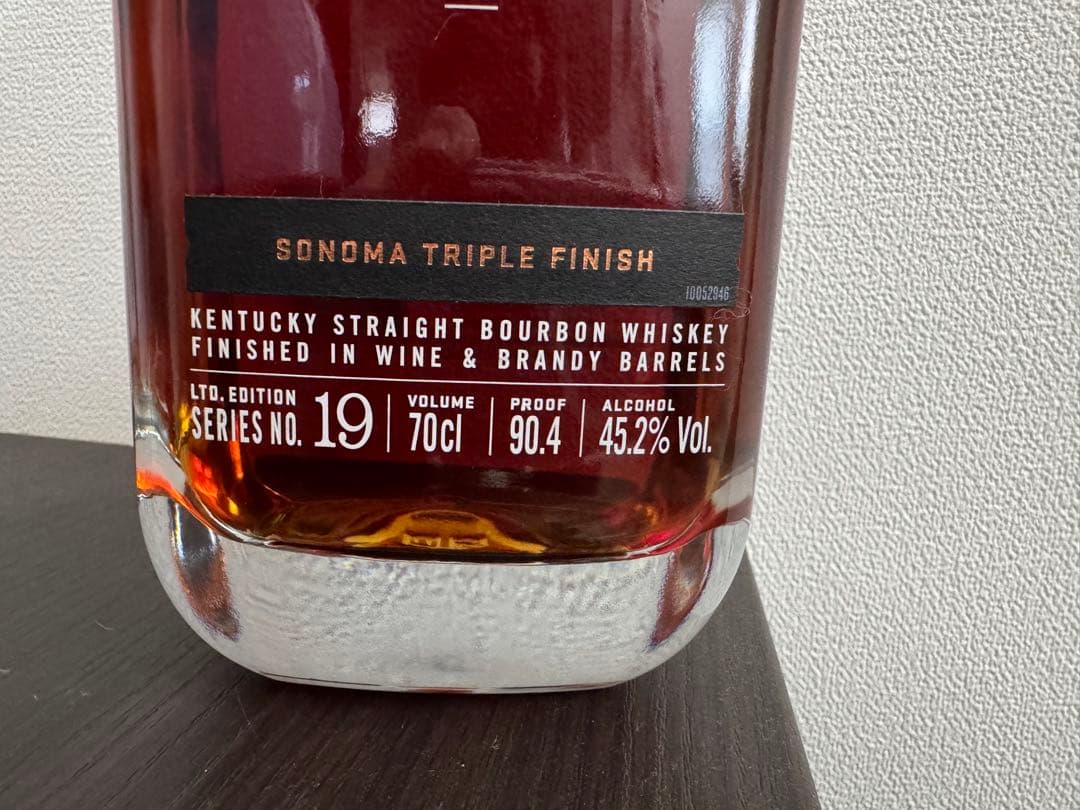 SONOMA TRIPLE FINISH
10052946
KENTUCKY STRAIGHT BOURBON WHISKEY
FINISHED IN WINE & BRANDY BARRELS
LTD. EDITION
SERIES NO. 19
VOLUME
70cl
PROOF
90.4
ALCOHOL
45.2% Vol.